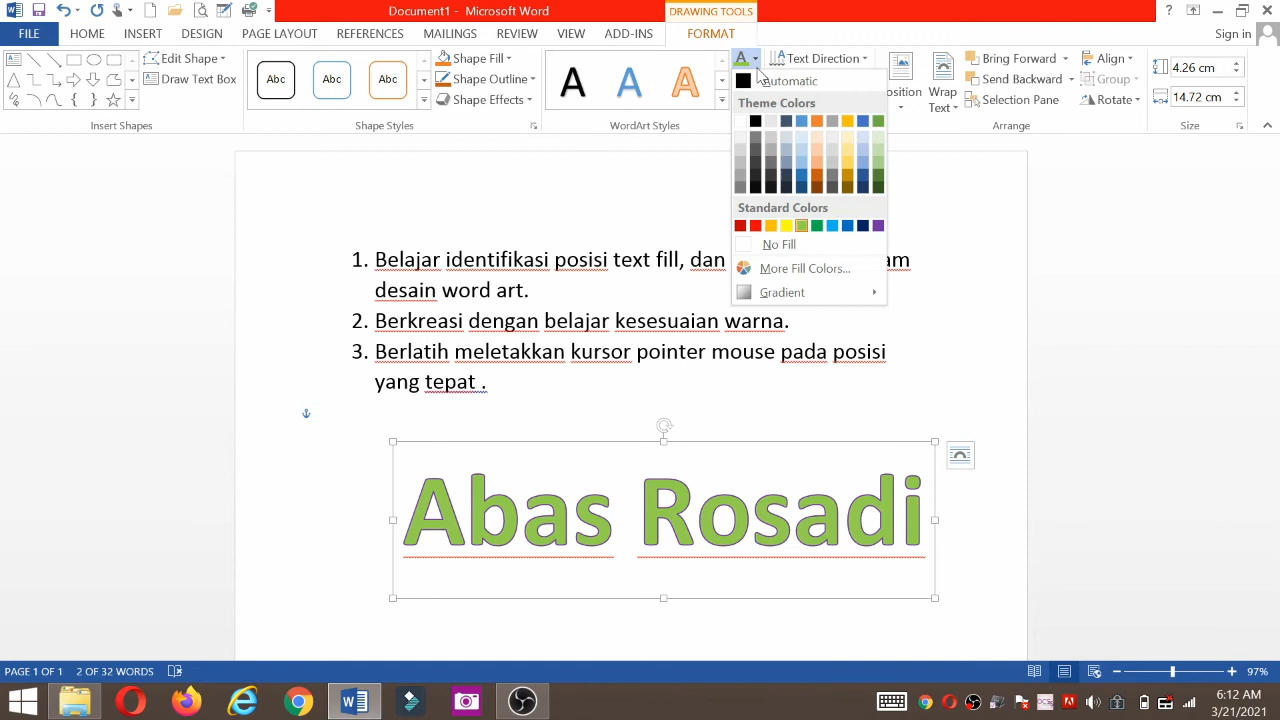 Document1 - Microsoft Word
DRAWING TOOLS
FILE HOME INSERT DESIGN PAGE LAYOUT REFERENCES MAILINGS REVIEW VIEW ADD-INS FORMAT Sign in
Edit Shape
Draw Text Box
Insert Shapes
Abc Abc Abc
Shape Fill
Shape Outline
Shape Effects
Shape Styles
A A A
WordArt Styles
A
Text Direction
Wrap
Text
Bring Forward
Send Backward
Selection Pane
Align
Group
Rotate
Arrange
4.26 cm
14.72 cm
Size
Theme Colors
Standard Colors
No Fill
More Fill Colors...
Gradient
1. Belajar identifikasi posisi text fill, dan
desain word art.
2. Berkreasi dengan belajar kesesuaian warna.
3. Berlatih meletakkan kursor pointer mouse pada posisi
yang tepat .
Abas Rosadi
PAGE 1 OF 1 2 OF 32 WORDS
97%
6:12 AM
3/21/2021